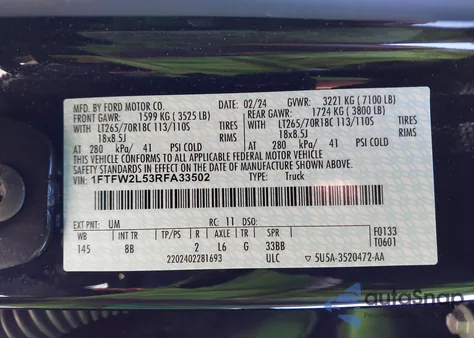 MFD. BY FORD MOTOR CO. 02/24 GVWR: 3221 KG (7100 LB)
FRONT GAWR: 1599 KG (3525 LB) REAR GAWR: 1724 KG (3800 LB)
WITH LT265/70R18C 113/110S TIRES WITH LT265/70R18C 113/110S TIRES
18x8.5J RIMS 18x8.5J RIMS
AT 280 kPa/ 41 PSI COLD AT 280 kPa/ 41 PSI COLD
THIS VEHICLE CONFORMS TO ALL APPLICABLE FEDERAL MOTOR VEHICLE
SAFETY STANDARDS IN EFFECT ON THE DATE OF MANUFACTURE SHOWN ABOVE.
VIN: 1FTFW2L53RFA33502 TYPE: Truck
EXT PNT: UM RC: 11 DSO: F0133
WB INT TR TP/PS R AXLE TR SPR T0601
145 8B 2 L6 G 33BB
2202402281693 ULC 5U5A-3520472-AA
autoSnap
Powered by